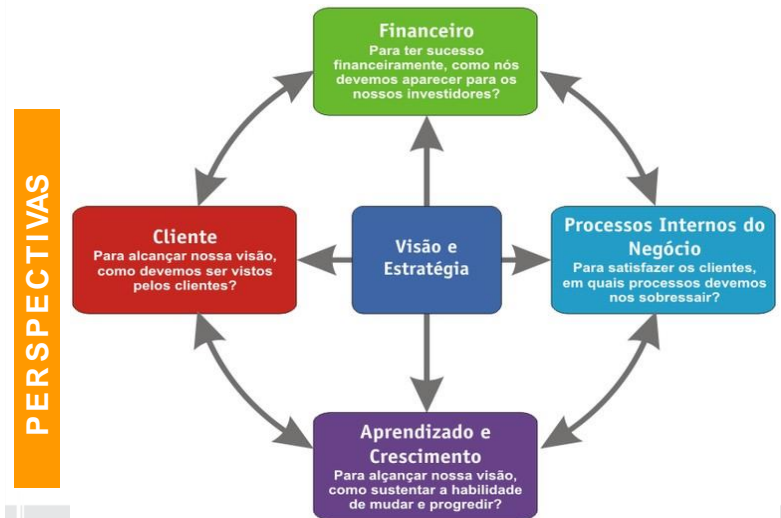 PERSPECTIVAS
Financeiro
Para ter sucesso
financeiramente, como nós
devemos aparecer para os
nossos investidores?
Cliente
Para alcançar nossa visão,
como devemos ser vistos
pelos clientes?
Visão e
Estratégia
Processos Internos do
Negócio
Para satisfazer os clientes,
em quais processos devemos
nos sobressair?
Aprendizado e
Crescimento
Para alçançar nossa visão,
como sustentar a habilidade
de mudar e progredir?